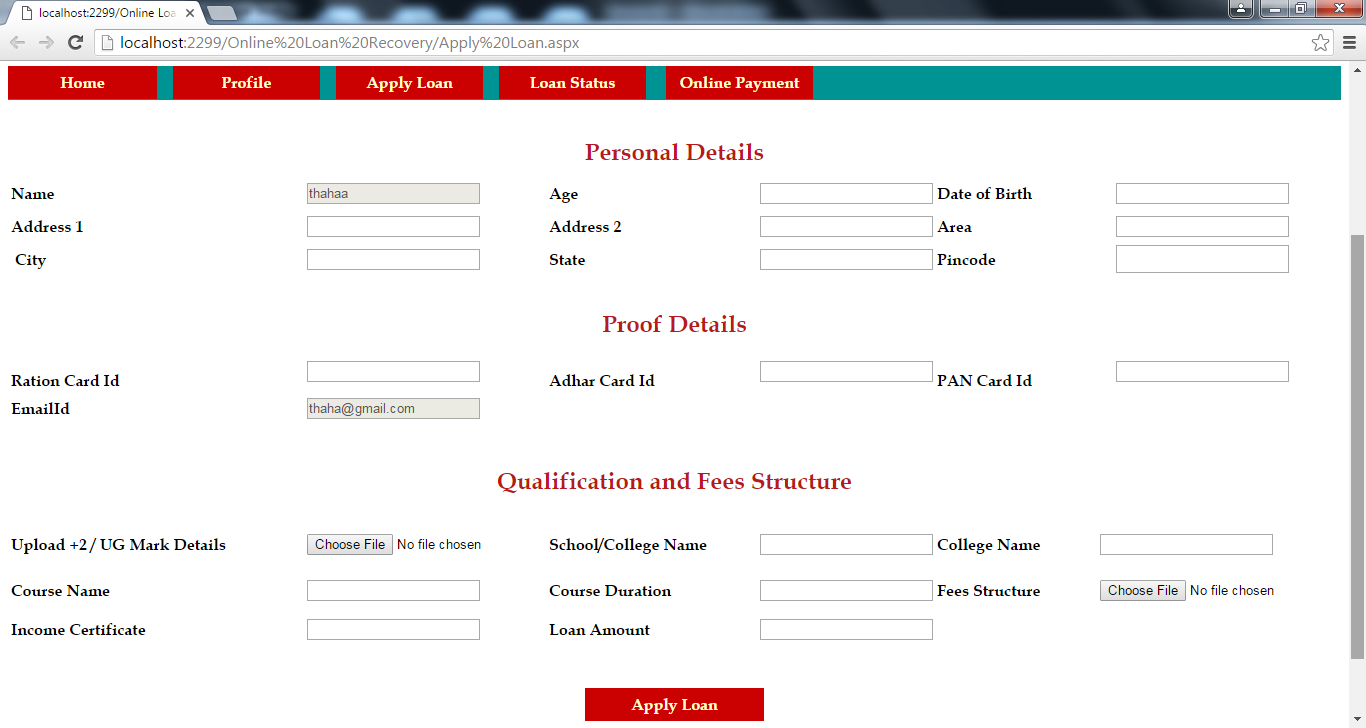 localhost:2299/Online Loa
localhost:2299/Online%20Loan%20Recovery/Apply%20Loan.aspx
Home Profile Apply Loan Loan Status Online Payment
Personal Details
Name thahaa Age Date of Birth
Address 1 Address 2 Area
City State Pincode
Proof Details
Ration Card Id Adhar Card Id PAN Card Id
EmailId thaha@gmail.com
Qualification and Fees Structure
Upload +2 / UG Mark Details Choose File No file chosen School/College Name College Name
Course Name Course Duration Fees Structure Choose File No file chosen
Income Certificate Loan Amount
Apply Loan